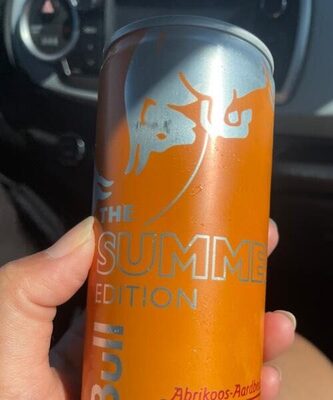 THE
SUMME
EDITION
Bull
Abrikoos-Aardbe